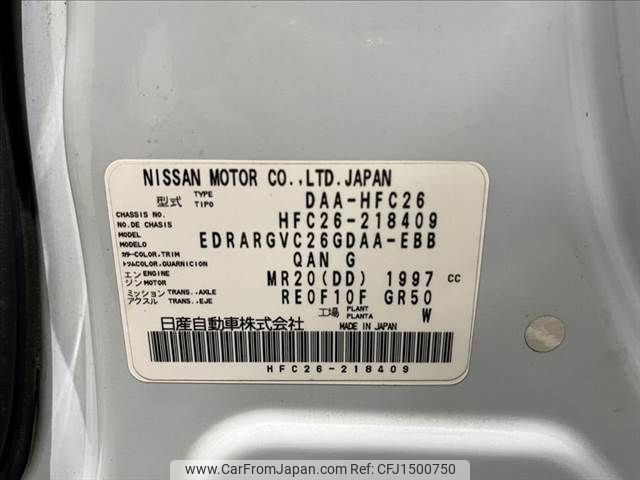 NISSAN MOTOR CO.,LTD.JAPAN
型式 TYPE TIPO DAA-HFC26
CHASSIS NO. NO. DE CHASIS HFC26-218409
MODEL MODELO EDRARGVC26GDAA-EBB
カラー COLOR,TRIM トリム COLOR, GUARNICION QAN G
エンジン ENGINE MOTOR MR20(DD) 1997 CC
ミッション TRANS., AXLE アクスル TRANS., EJE RE0F10F GR50
工場 PLANT PLANTA W
日産自動車株式会社 MADE IN JAPAN
HFC26-218409
www.CarFromJapan.com | CarFromJapan ID: CFJ1500750